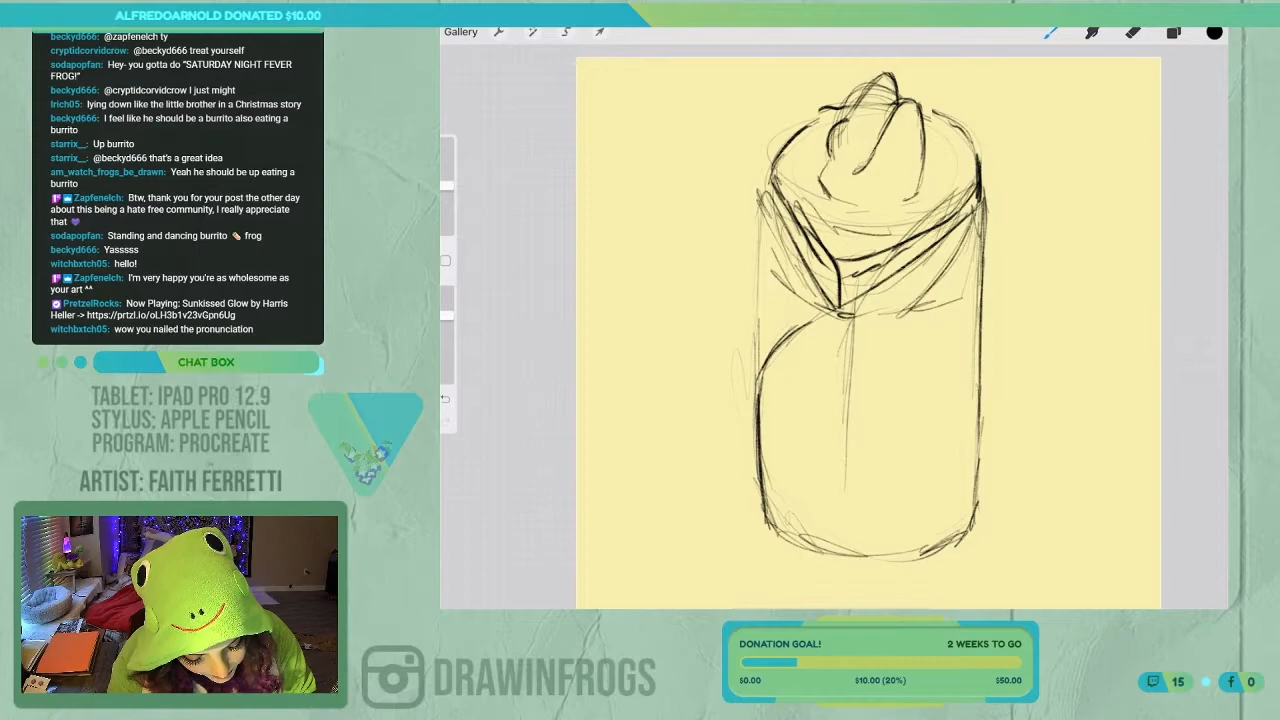 ALFREDOARNOLD DONATED $10.00
beckyd666: @zapfenelch ty
cryptidcorvidcrow: @beckyd666 treat yourself
sodapopfan: Hey- you gotta do “SATURDAY NIGHT FEVER
FROG!”
beckyd666: @cryptidcorvidcrow I just might
lrich05: lying down like the little brother in a Christmas story
beckyd666: I feel like he should be a burrito also eating a
burrito
starrix__: Up burrito
starrix__: @beckyd666 that's a great idea
am_watch_frogs_be_drawn: Yeah he should be up eating a
burrito
Zapfenelch: Btw, thank you for your post the other day
about this being a hate free community, I really appreciate
that 💜
sodapopfan: Standing and dancing burrito 🌯 frog
beckyd666: Yasssss
witchbxtch05: hello!
Zapfenelch: I'm very happy you're as wholesome as
your art ^^
PretzelRocks: Now Playing: Sunkissed Glow by Harris
Heller -> https://prtzl.io/oLH3b1v23vGpn6Ug
witchbxtch05: wow you nailed the pronunciation
CHAT BOX
TABLET: IPAD PRO 12.9
STYLUS: APPLE PENCIL
PROGRAM: PROCREATE
ARTIST: FAITH FERRETTI
Gallery
DRAWINFROGS
DONATION GOAL! 2 WEEKS TO GO
$0.00 $10.00 (20%) $50.00
15 0